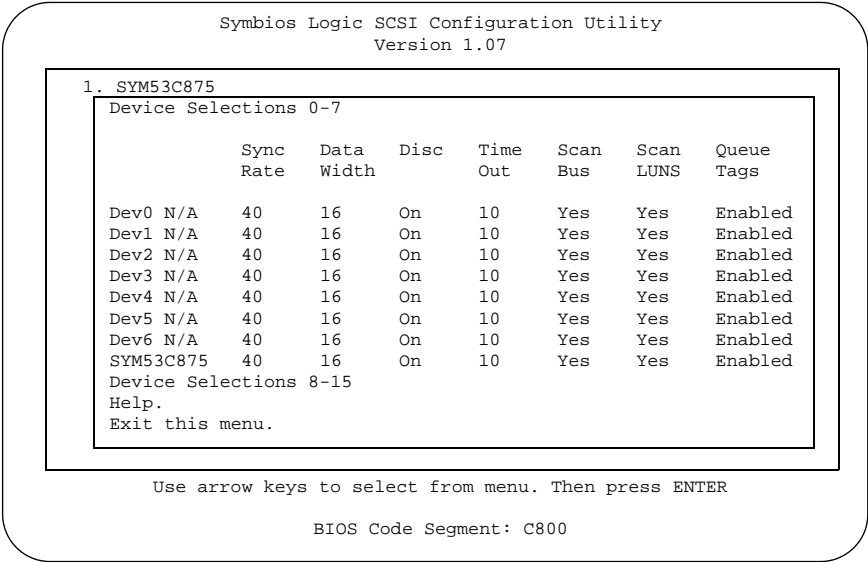 Symbios Logic SCSI Configuration Utility
Version 1.07
1. SYM53C875
Device Selections 0-7
Sync Data Disc Time Scan Scan Queue
Rate Width Out Bus LUNS Tags
Dev0 N/A 40 16 On 10 Yes Yes Enabled
Dev1 N/A 40 16 On 10 Yes Yes Enabled
Dev2 N/A 40 16 On 10 Yes Yes Enabled
Dev3 N/A 40 16 On 10 Yes Yes Enabled
Dev4 N/A 40 16 On 10 Yes Yes Enabled
Dev5 N/A 40 16 On 10 Yes Yes Enabled
Dev6 N/A 40 16 On 10 Yes Yes Enabled
SYM53C875 40 16 On 10 Yes Yes Enabled
Device Selections 8-15
Help.
Exit this menu.
Use arrow keys to select from menu. Then press ENTER
BIOS Code Segment: C800